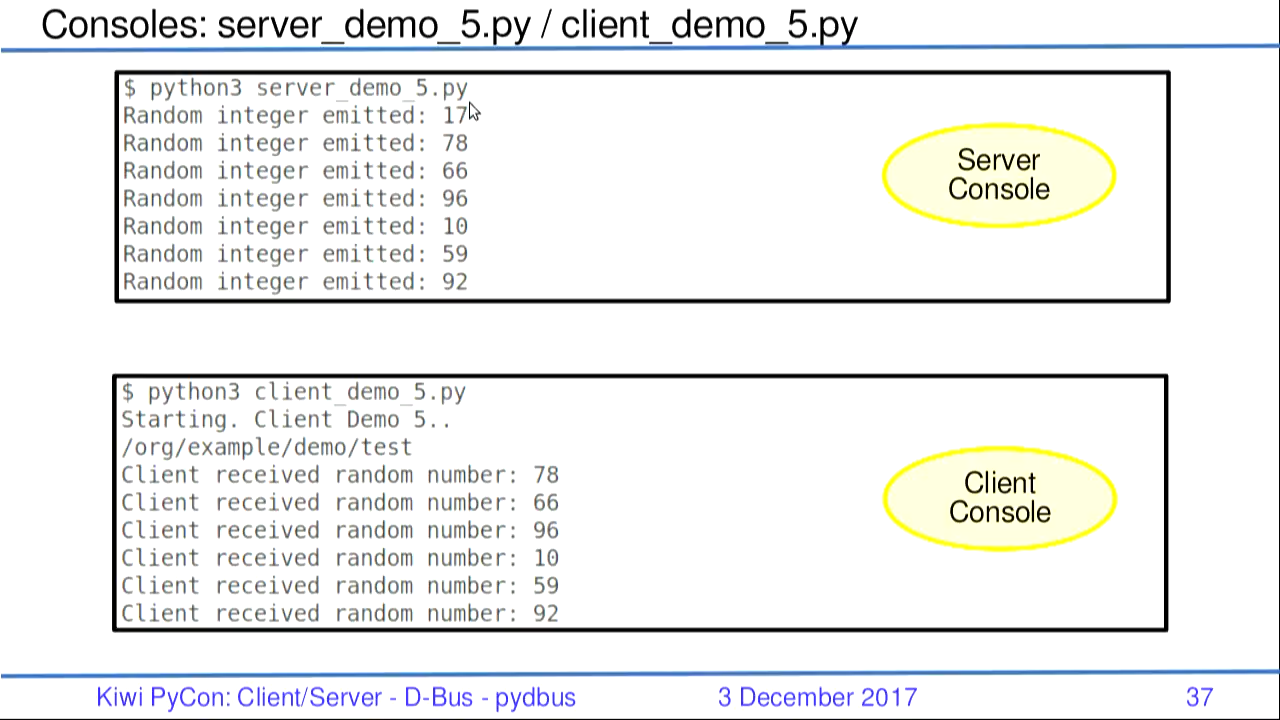 Consoles: server_demo_5.py / client_demo_5.py
$ python3 server_demo_5.py
Random integer emitted: 17
Random integer emitted: 78
Random integer emitted: 66
Random integer emitted: 96
Random integer emitted: 10
Random integer emitted: 59
Random integer emitted: 92
Server
Console
$ python3 client_demo_5.py
Starting. Client Demo 5..
/org/example/demo/test
Client received random number: 78
Client received random number: 66
Client received random number: 96
Client received random number: 10
Client received random number: 59
Client received random number: 92
Client
Console
Kiwi PyCon: Client/Server - D-Bus - pydbus
3 December 2017
37